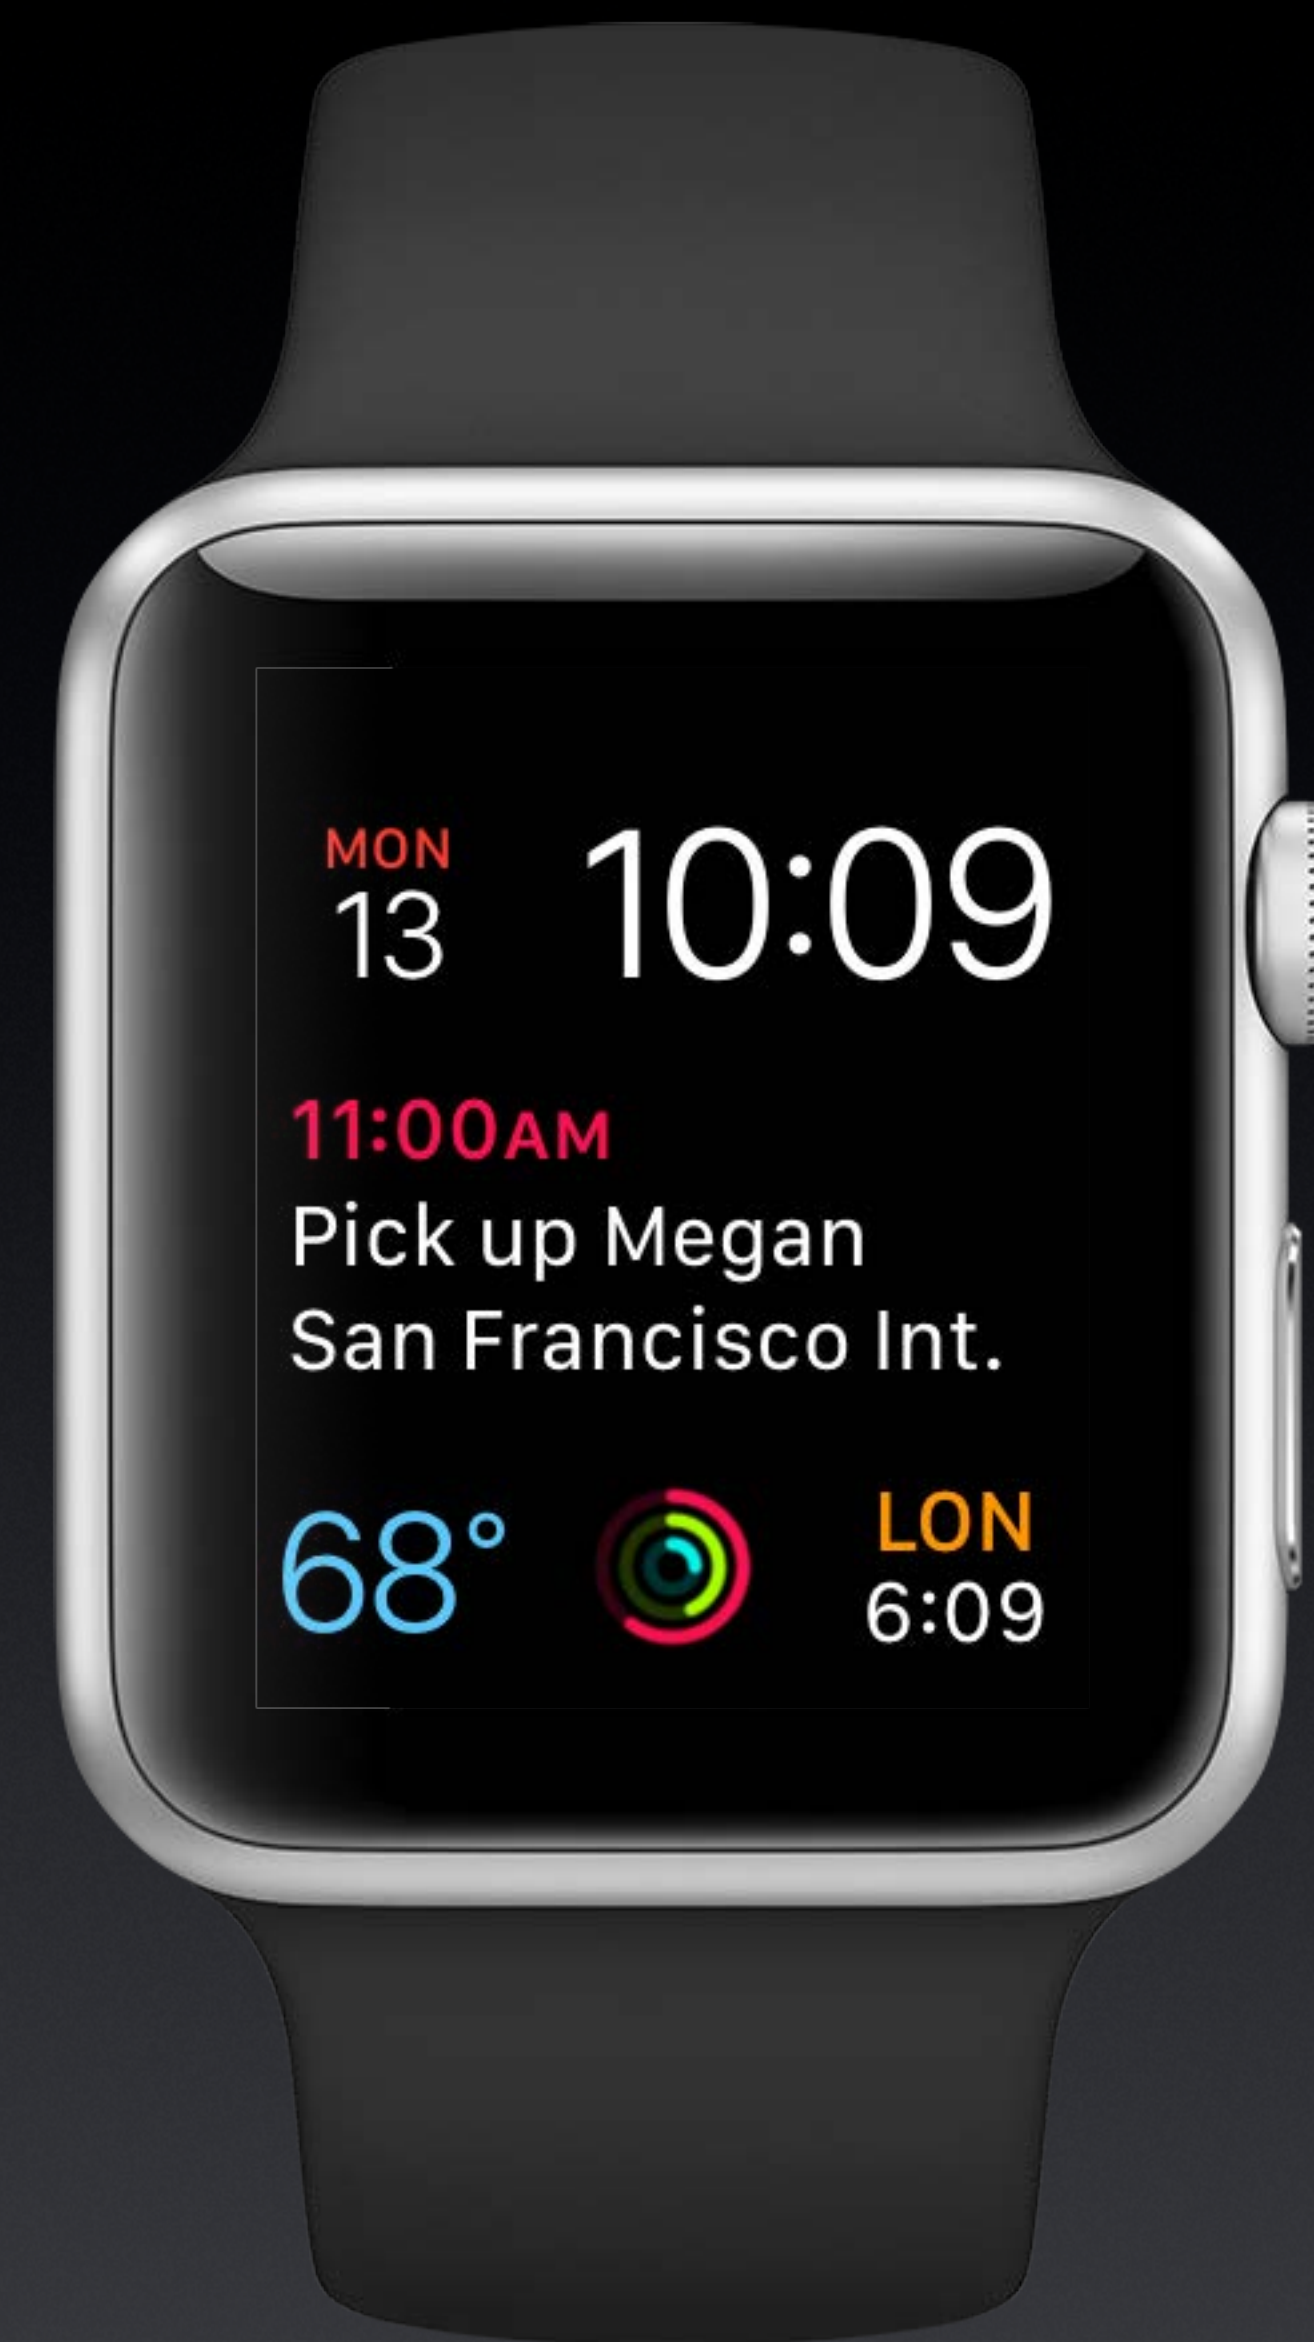 MON
13
10:09
11:00AM
Pick up Megan
San Francisco Int.
68°
LON
6:09